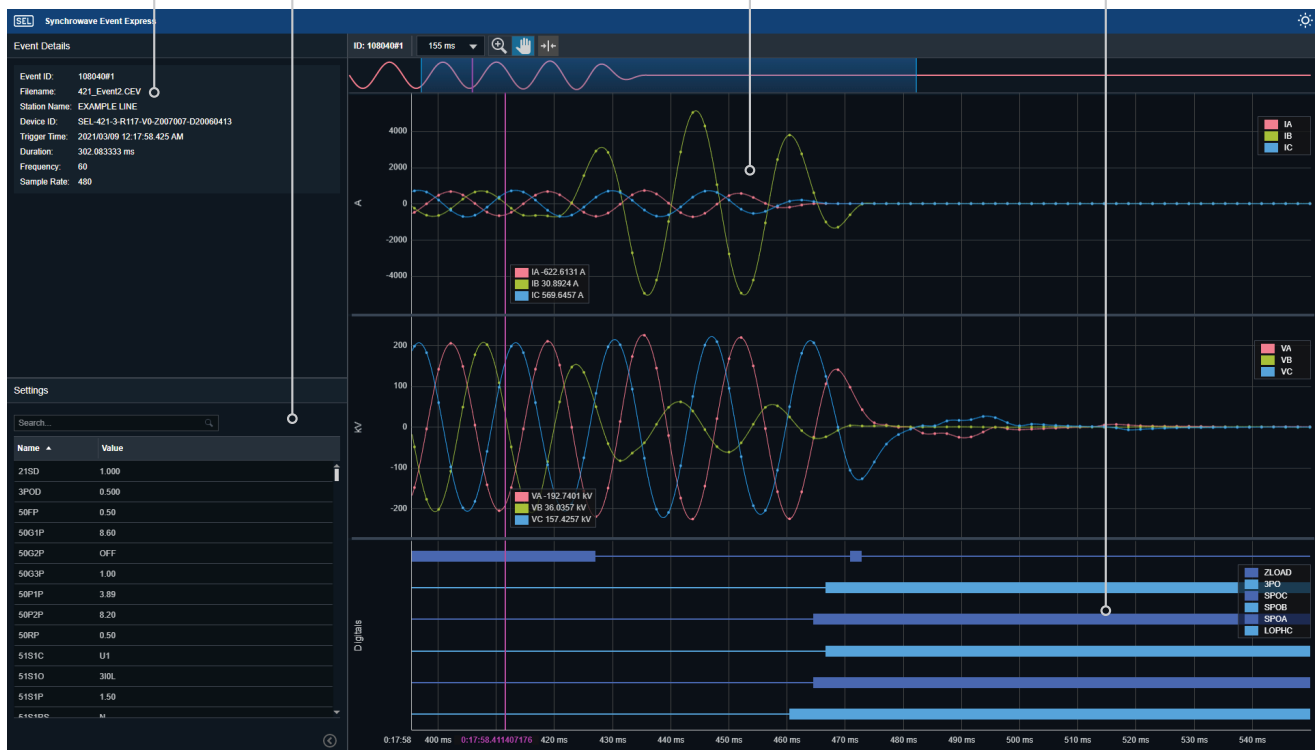 SEL Synchrowave Event Express
Event Details
Event ID: 108040#1
Filename: 421_Event2.CEV
Station Name: EXAMPLE LINE
Device ID: SEL-421-3-R117-V0-Z007007-D20060413
Trigger Time: 2021/03/09 12:17:58.425 AM
Duration: 302.083333 ms
Frequency: 60
Sample Rate: 480
Settings
Search...
Name Value
21SD 1.000
3POD 0.500
50FP 0.50
50G1P 8.60
50G2P OFF
50G3P 1.00
50P1P 3.89
50P2P 8.20
50RP 0.50
51S1C U1
51S1O 3I0L
51S1P 1.50
51S1RS N
ID: 108040#1 155 ms
4000
2000
0
-2000
-4000
A
IA
IB
IC
IA -622.6131 A
IB 30.8924 A
IC 569.6457 A
200
100
0
-100
-200
kV
VA
VB
VC
VA -192.7401 kV
VB 36.0357 kV
VC 157.4257 kV
Digitals
ZLOAD
3PO
SPOC
SPOB
SPOA
LOPHC
0:17:58 400 ms 0:17:58.411407176 420 ms 430 ms 440 ms 450 ms 460 ms 470 ms 480 ms 490 ms 500 ms 510 ms 520 ms 530 ms 540 ms